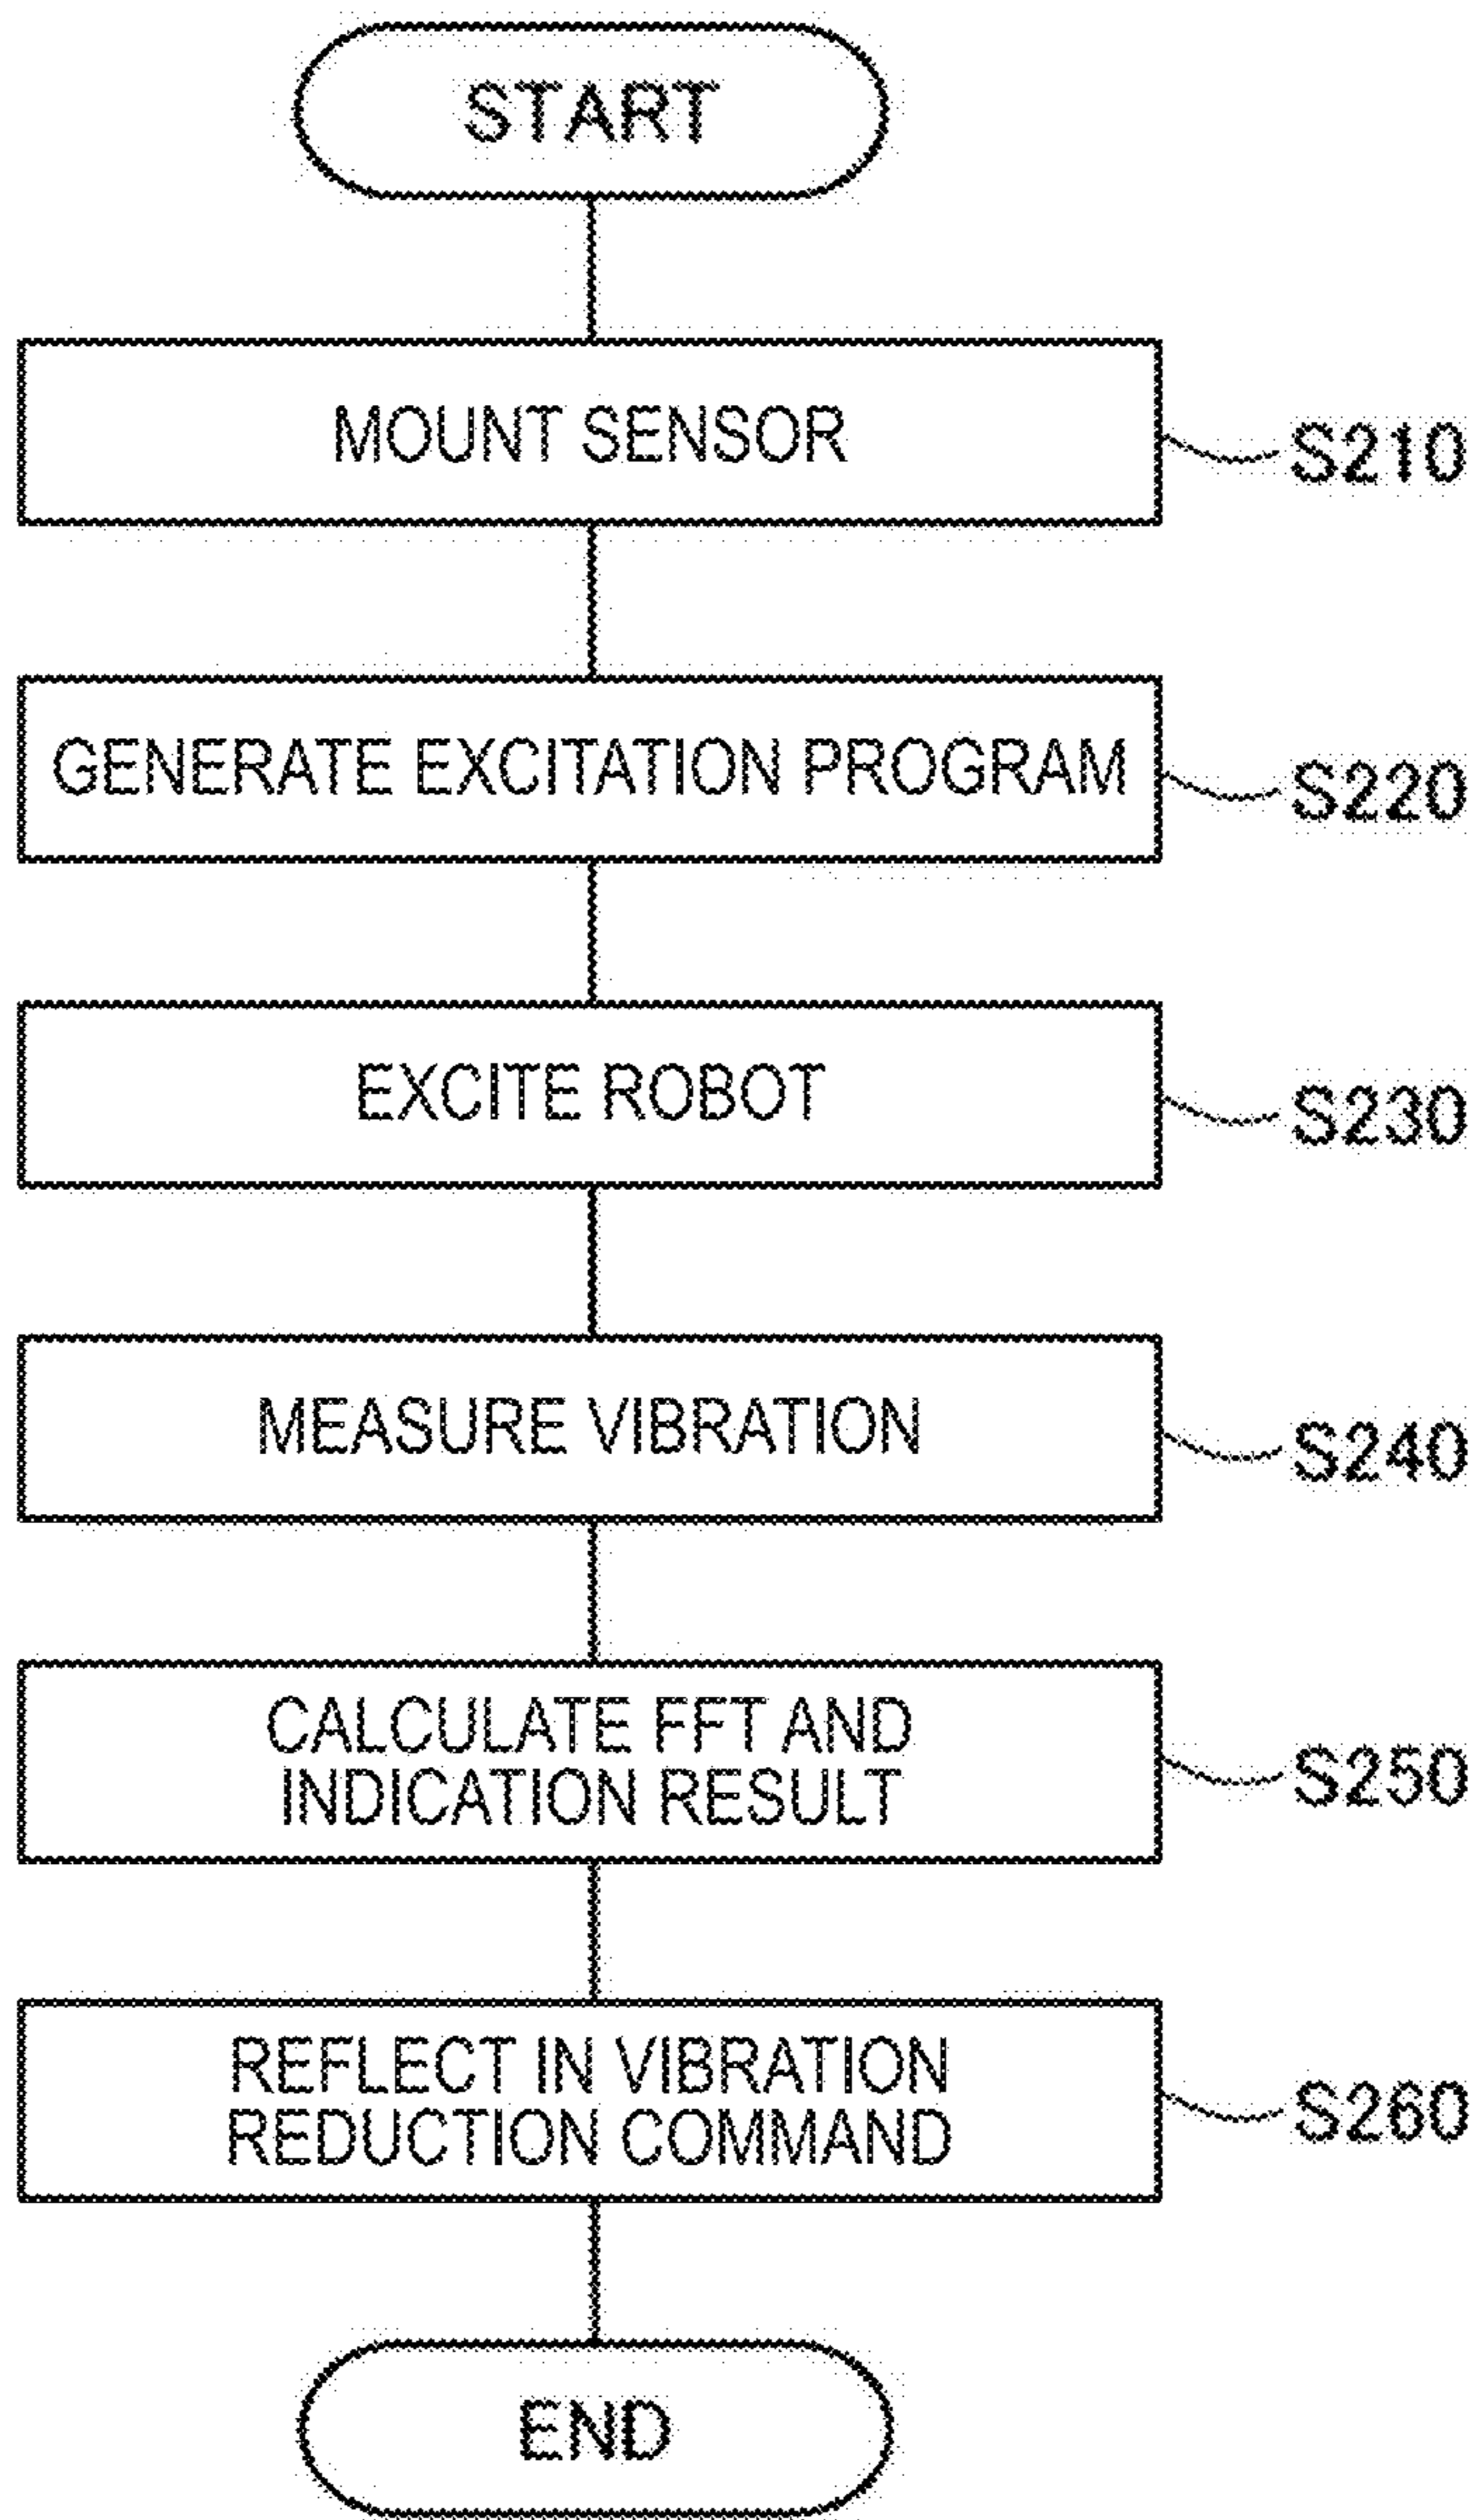 START
MOUNT SENSOR
S210
GENERATE EXCITATION PROGRAM
S220
EXCITE ROBOT
S230
MEASURE VIBRATION
S240
CALCULATE FFT AND
INDICATION RESULT
S250
REFLECT IN VIBRATION
REDUCTION COMMAND
S260
END